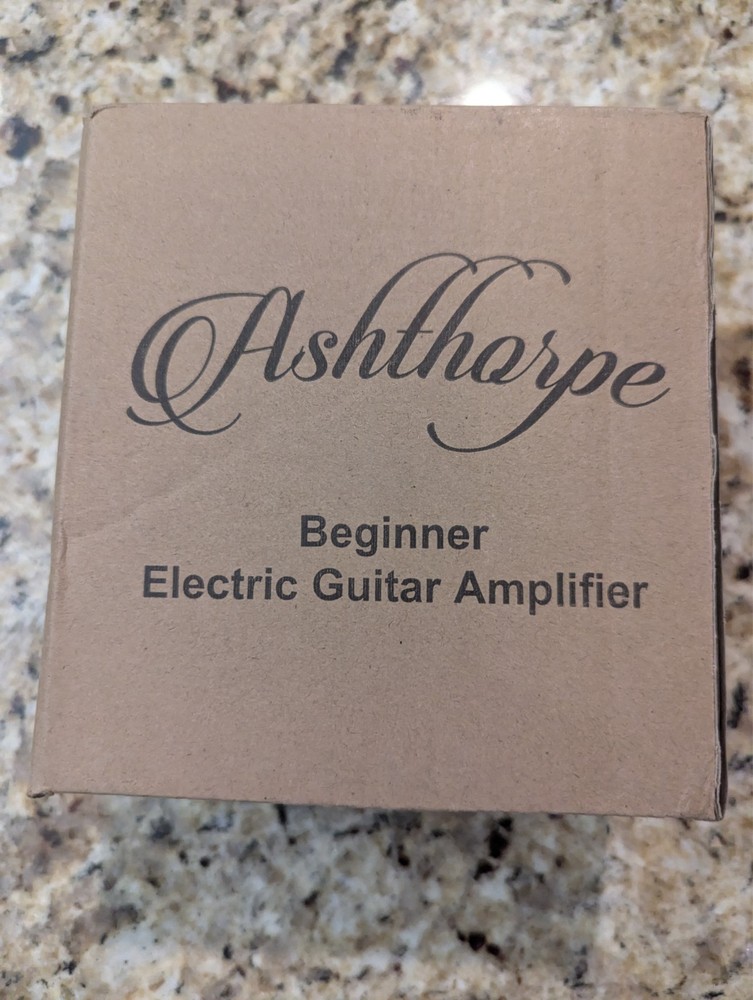 Ashthorpe
Beginner
Electric Guitar Amplifier